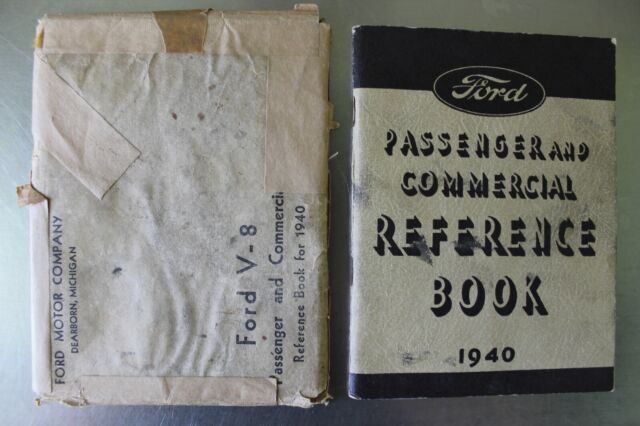 FORD MOTOR COMPANY
DEARBORN, MICHIGAN
Ford V-8
Passenger and Commerci
Reference Book for 1940
Ford
PASSENGER AND
COMMERCIAL
REFERENCE
BOOK
1940